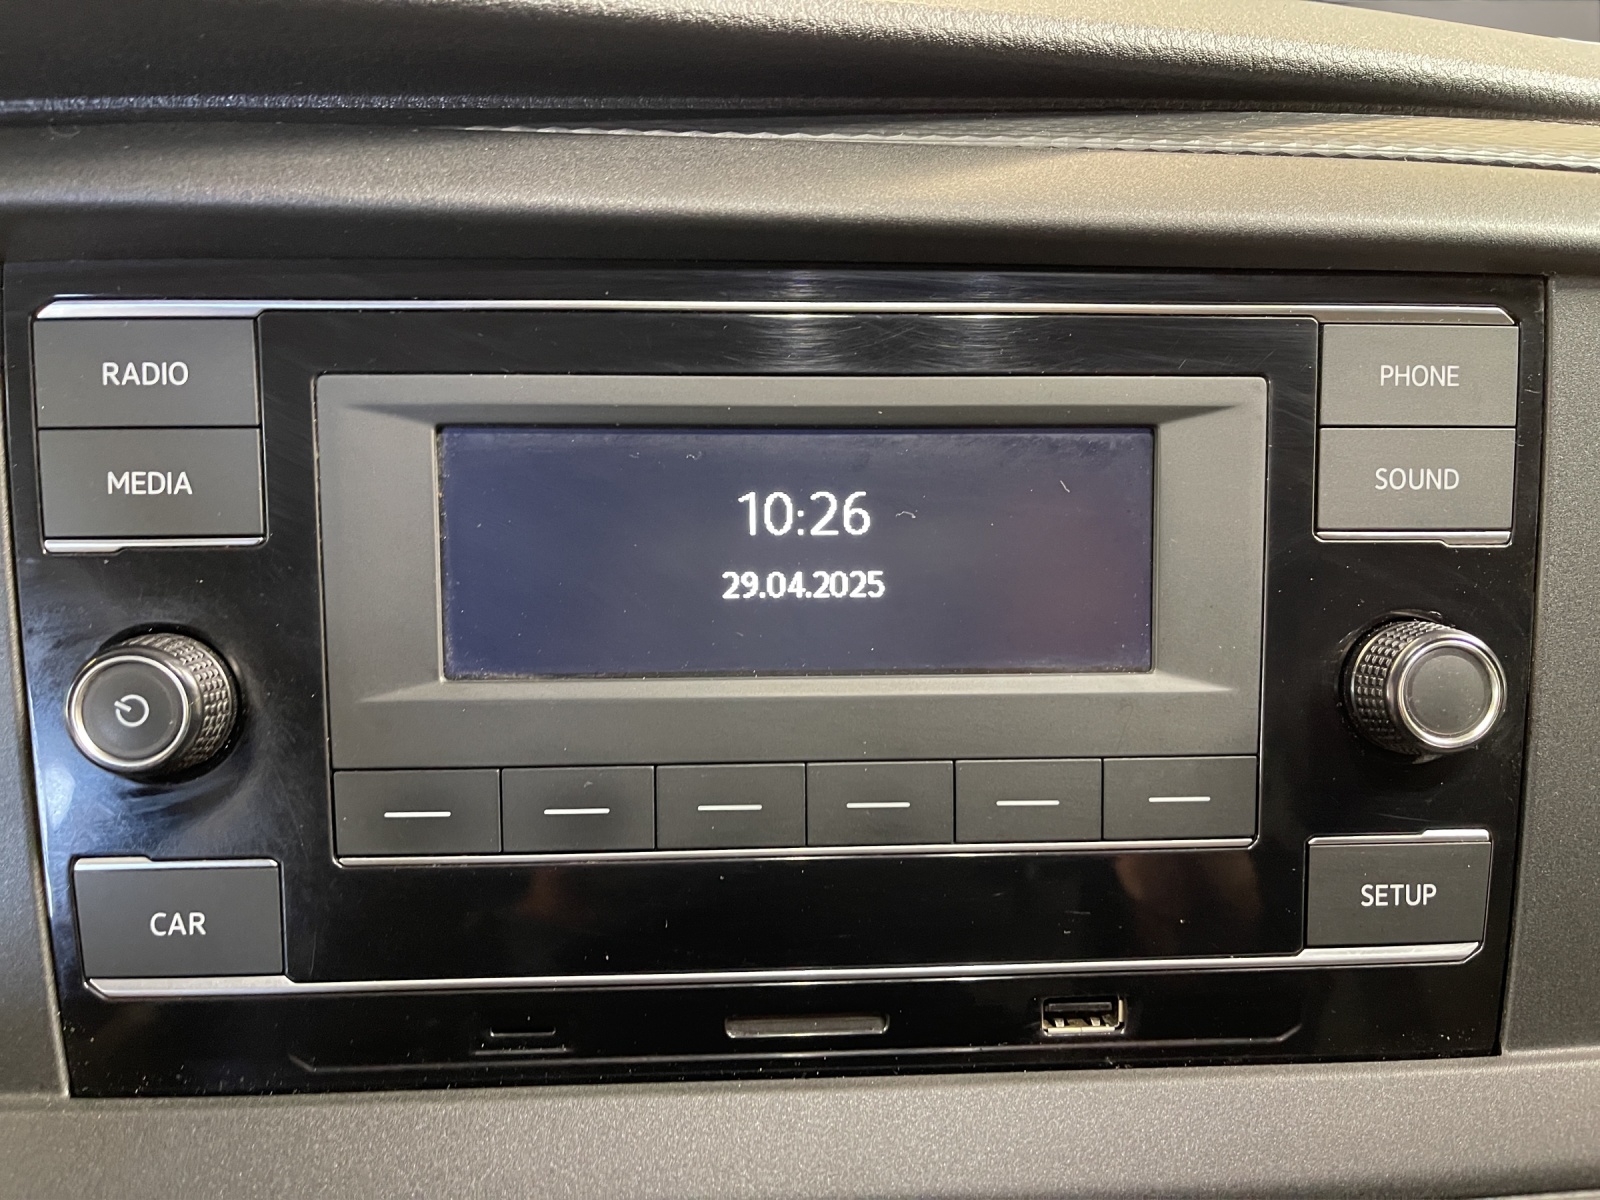 RADIO
PHONE
MEDIA
SOUND
10:26
29.04.2025
CAR
SETUP